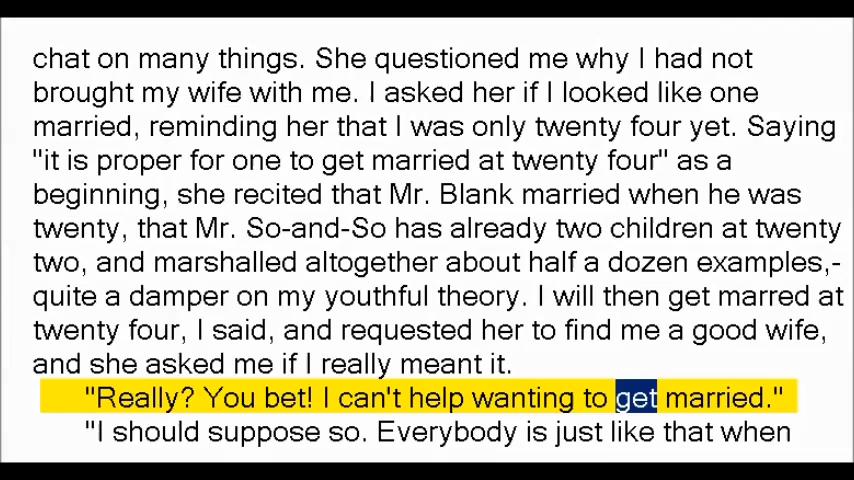 chat on many things. She questioned me why I had not
brought my wife with me. I asked her if I looked like one
married, reminding her that I was only twenty four yet. Saying
"it is proper for one to get married at twenty four" as a
beginning, she recited that Mr. Blank married when he was
twenty, that Mr. So-and-So has already two children at twenty
two, and marshalled altogether about half a dozen examples,-
quite a damper on my youthful theory. I will then get marred at
twenty four, I said, and requested her to find me a good wife,
and she asked me if I really meant it.
"Really? You bet! I can't help wanting to get married."
"I should suppose so. Everybody is just like that when